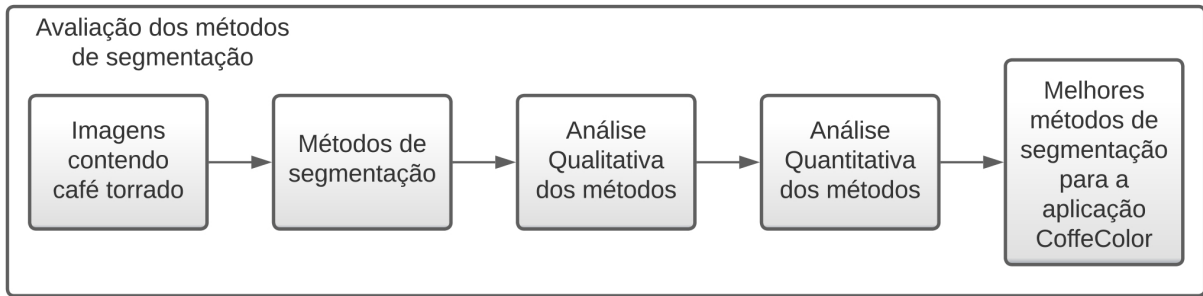 Avaliação dos métodos
de segmentação
Imagens
contendo
café torrado
Métodos de
segmentação
Análise
Qualitativa
dos métodos
Análise
Quantitativa
dos métodos
Melhores
métodos de
segmentação
para a
aplicação
CoffeColor